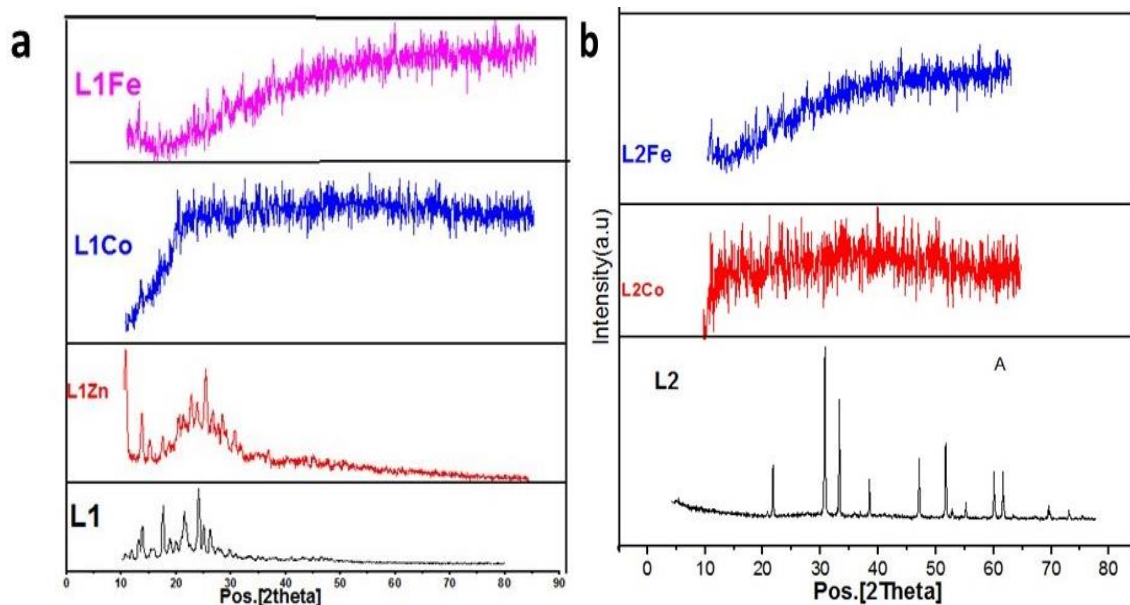 a
L1Fe
L1Co
L1Zn
L1
0 10 20 30 40 50 60 70 80 90
Pos.[2theta]
b
L2Fe
L2Co
Intensity(a.u)
L2
A
0 10 20 30 40 50 60 70 80
Pos.[2Theta]